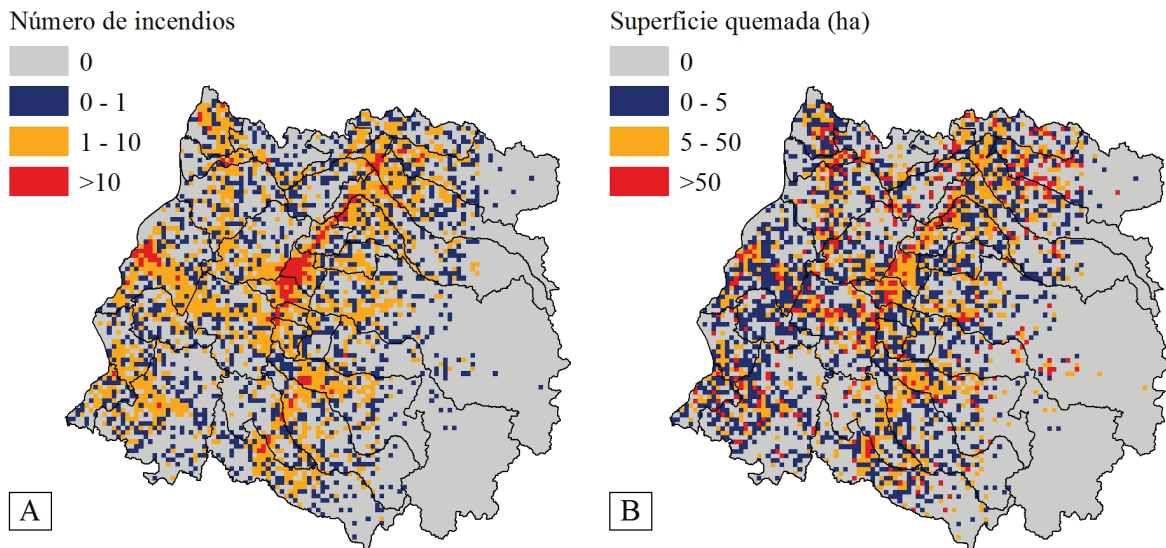 Número de incendios
0
0 - 1
1 - 10
>10
A
Superficie quemada (ha)
0
0 - 5
5 - 50
>50
B